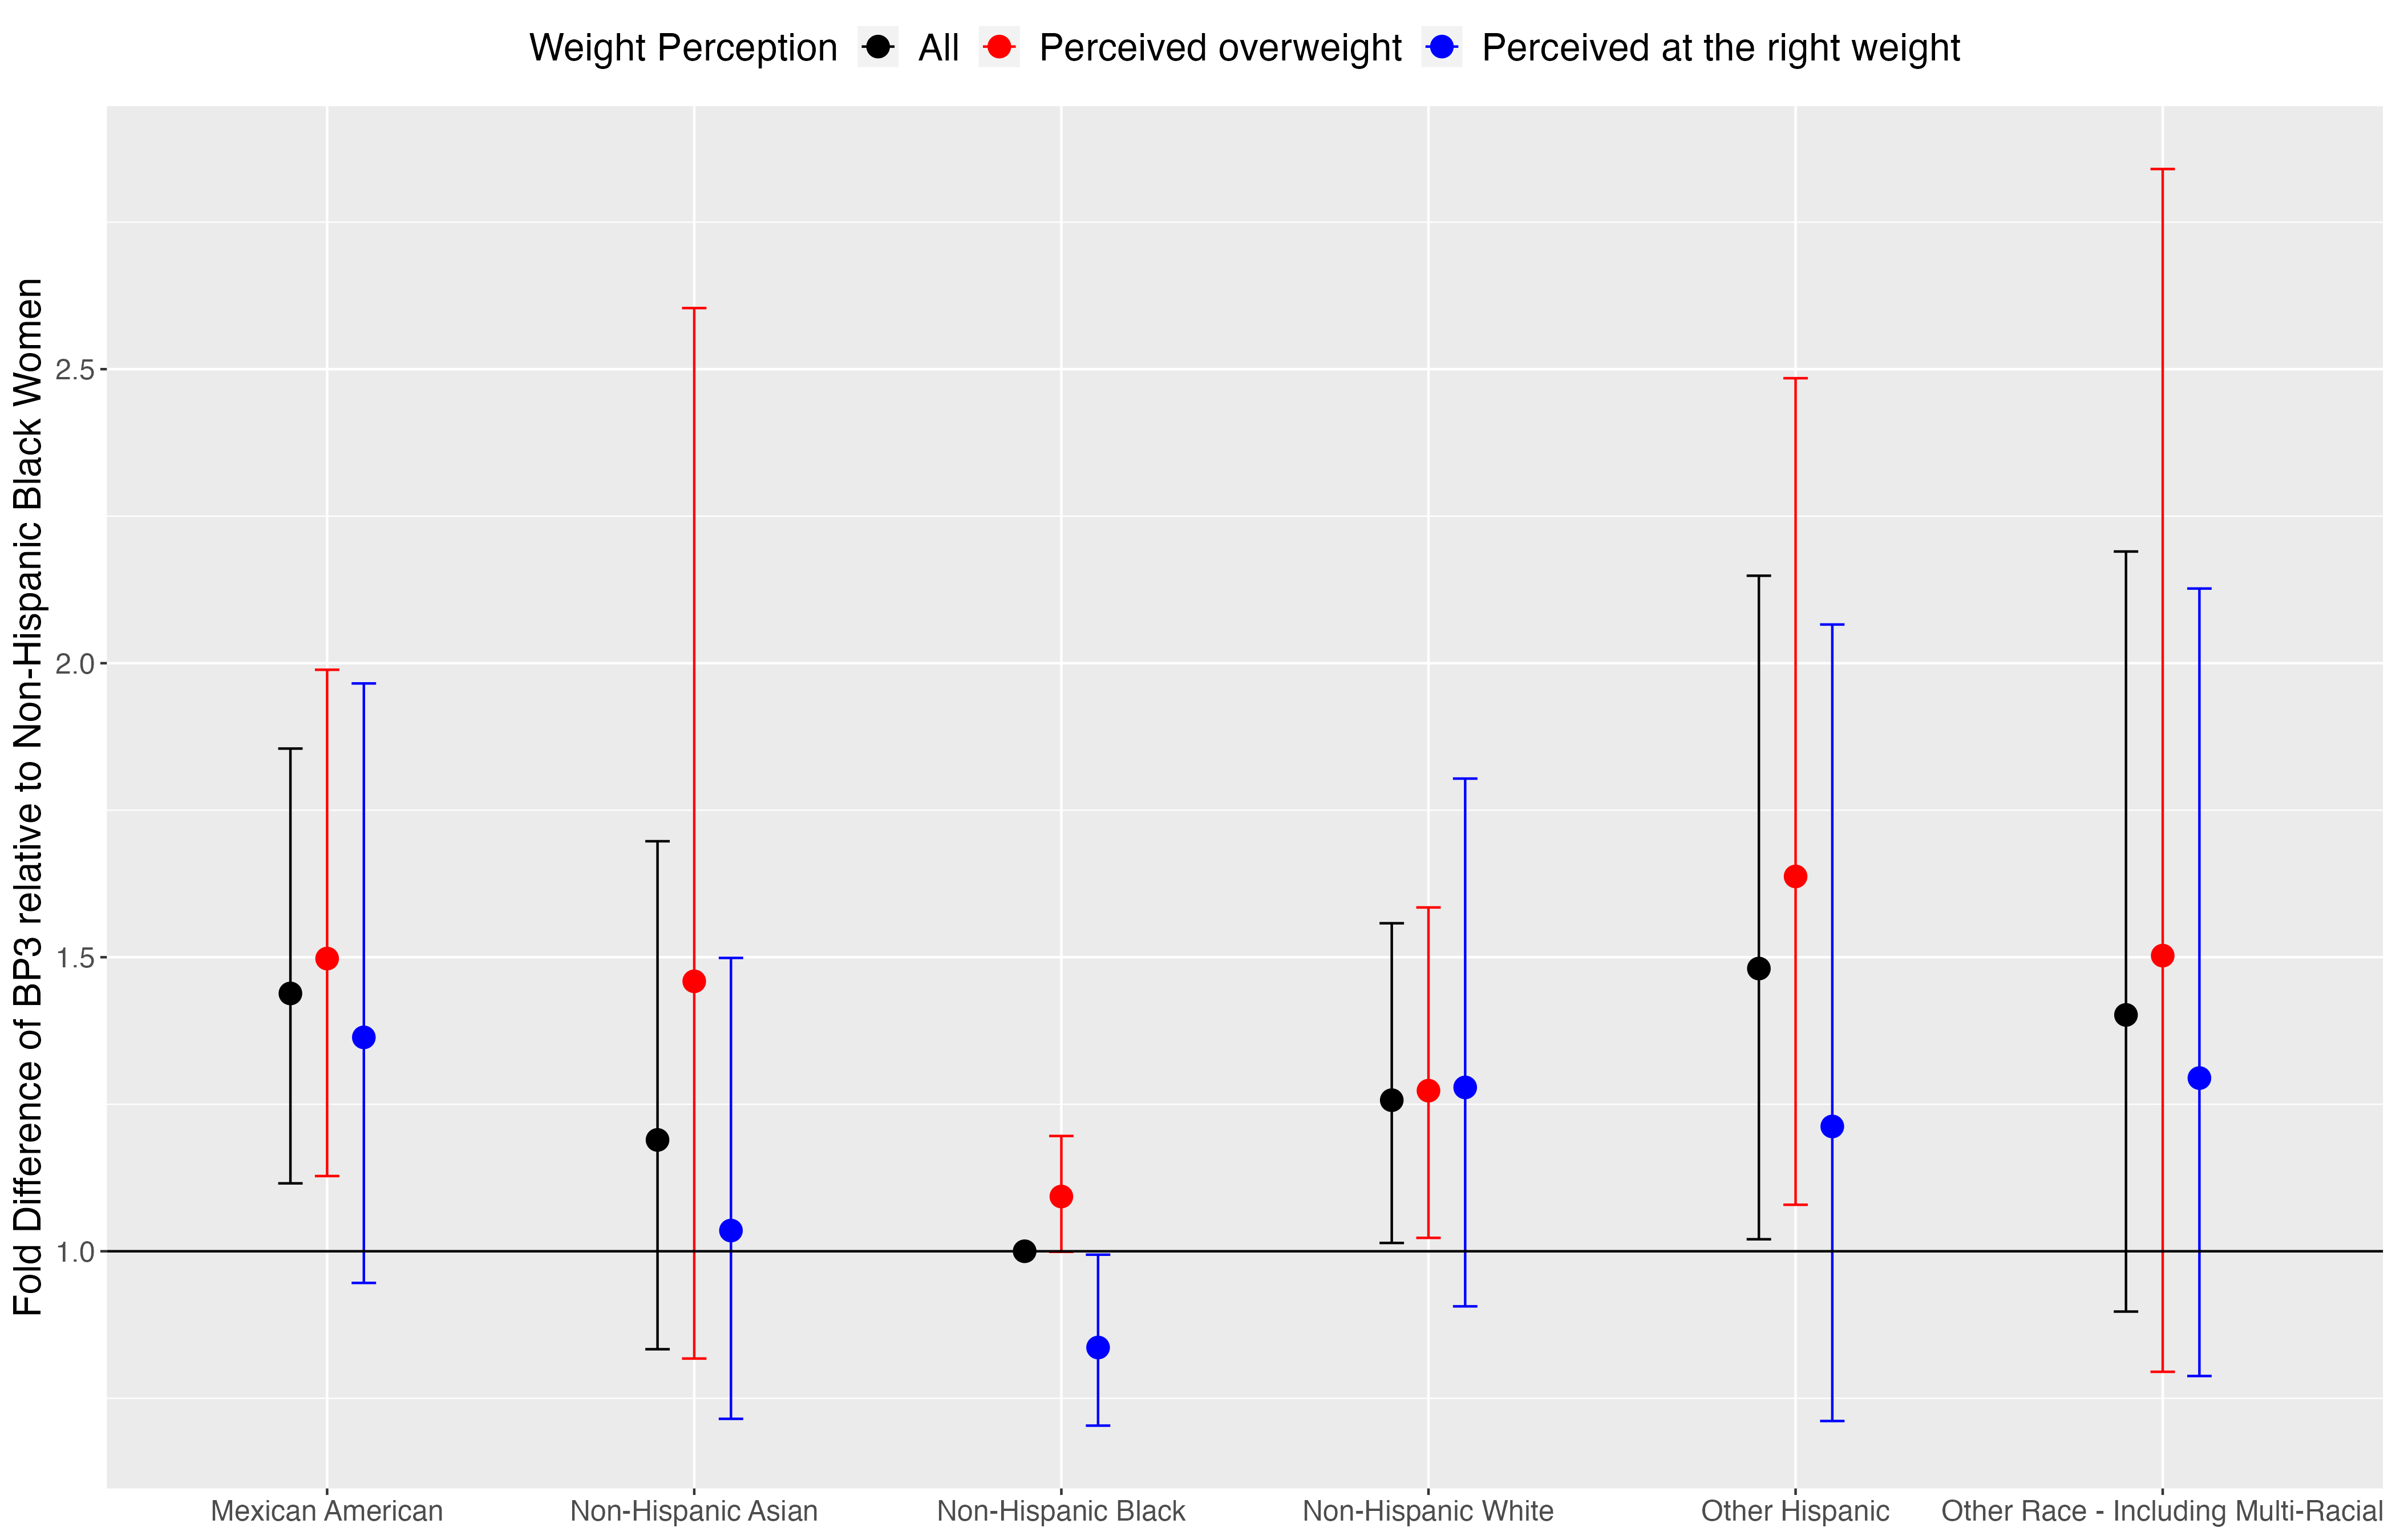 Weight Perception All Perceived overweight Perceived at the right weight
Fold Difference of BP3 relative to Non-Hispanic Black Women
2.5
2.0
1.5
1.0
Mexican American Non-Hispanic Asian Non-Hispanic Black Non-Hispanic White Other Hispanic Other Race - Including Multi-Racial